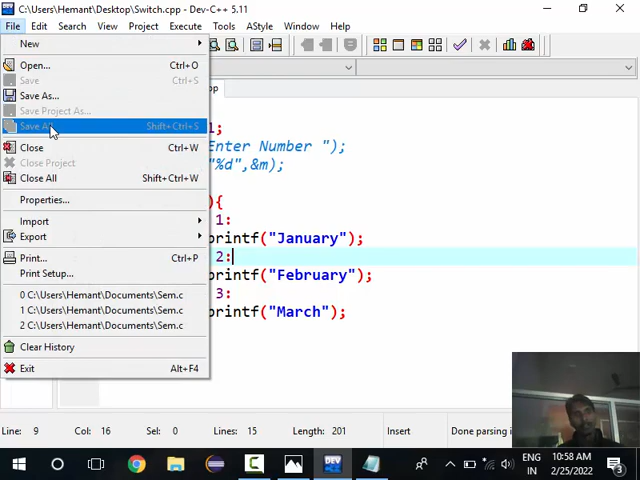 C:\Users\Hemant\Desktop\Switch.cpp - Dev-C++ 5.11
File Edit Search View Project Execute Tools AStyle Window Help
New
Open... Ctrl+O
Save Ctrl+S
Save As...
Save Project As...
Save All Shift+Ctrl+S
Close Ctrl+W
Close Project
Close All Shift+Ctrl+W
Properties...
Import
Export
Print... Ctrl+P
Print Setup...
0 C:\Users\Hemant\Documents\Sem.c
1 C:\Users\Hemant\Documents\Sem.c
2 C:\Users\Hemant\Documents\Sem.c
Clear History
Exit Alt+F4
pp
1;
Enter Number ");
"%d",&m);
){
1:
printf("January");
2:
printf("February");
3:
printf("March");
Line: 9 Col: 16 Sel: 0 Lines: 15 Length: 201 Insert Done parsing i
DEV
ENG
IN
10:58 AM
2/25/2022
3